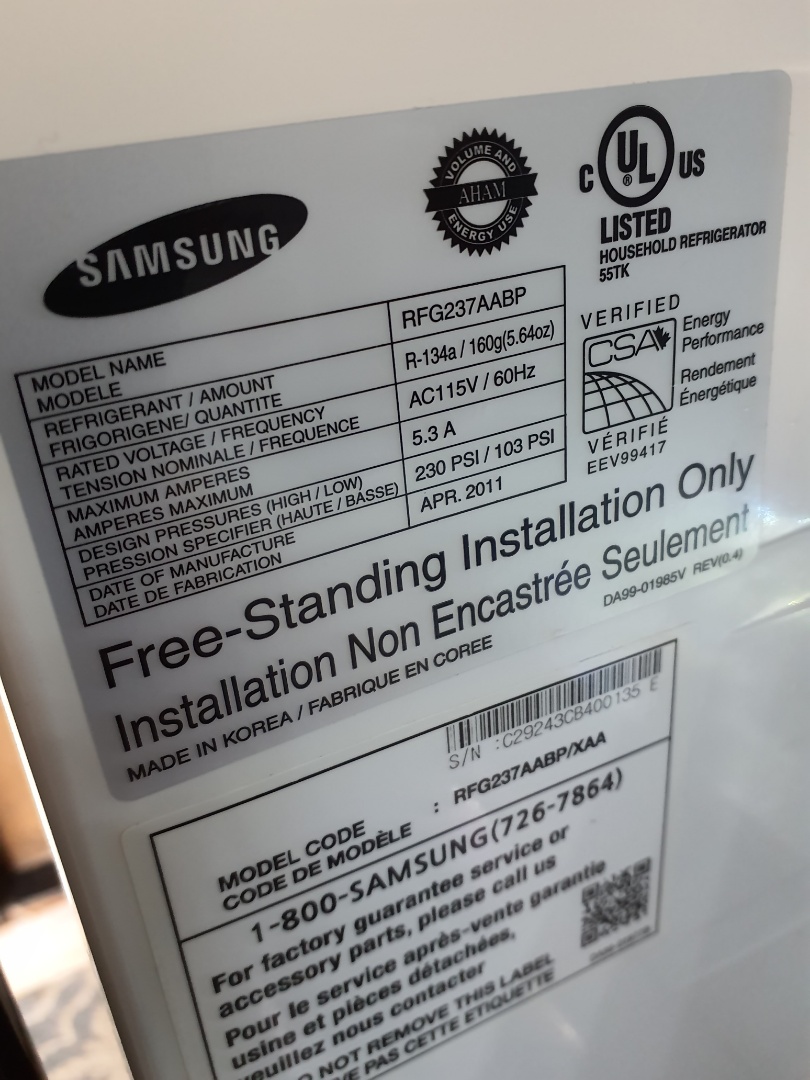 SAMSUNG
VOLUME AND
AHAM
ENERGY USE
C UL US
®
LISTED
HOUSEHOLD REFRIGERATOR
55TK
MODEL NAME
MODELE
RFG237AABP
REFRIGERANT / AMOUNT
FRIGORIGENE/ QUANTITE
R-134a / 160g(5.64oz)
RATED VOLTAGE / FREQUENCY
TENSION NOMINALE / FREQUENCE
AC115V / 60Hz
MAXIMUM AMPERES
AMPERES MAXIMUM
5.3 A
DESIGN PRESSURES (HIGH / LOW)
PRESSION SPECIFIER (HAUTE / BASSE)
230 PSI / 103 PSI
DATE OF MANUFACTURE
DATE DE FABRICATION
APR. 2011
VERIFIED
CSA
Energy
Performance
Rendement
Énergétique
VÉRIFIÉ
EEV99417
Free-Standing Installation Only
Installation Non Encastrée Seulement
MADE IN KOREA / FABRIQUE EN COREE
DA99-01985V REV(0.4)
S/N :C29243CB400135 E
MODEL CODE
CODE DE MODÈLE : RFG237AABP/XAA
1-800-SAMSUNG(726-7864)
For factory guarantee service or
accessory parts, please call us
Pour le service après-vente garantie
usine et pièces détachées,
veuillez nous contacter
NOT REMOVE THIS LABEL
PAS CETTE ETIQUETTE